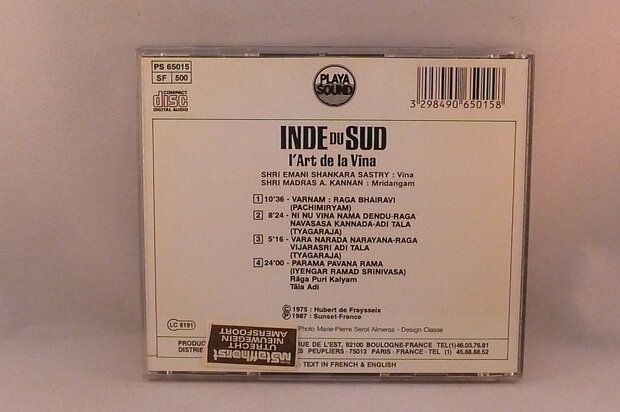 PS 65015
SF 500
COMPACT
disc
DIGITAL AUDIO
PLAYA
SOUND
3 298490 650158
INDE DU SUD
l'Art de la Vina
SHRI EMANI SHANKARA SASTRY : Vina
SHRI MADRAS A. KANNAN : Mridangam
1 10'36 - VARNAM : RAGA BHAIRAVI
(PACHIMIRYAM)
2 8'24 - NI NU VINA NAMA DENDU-RAGA
NAVASASA KANNADA-ADI TALA
(TYAGARAJA)
3 5'16 - VARA NARADA NARAYANA-RAGA
VIJARASRI ADI TALA
(TYAGARAJA)
4 24'00 - PARAMA PAVANA RAMA
(IYENGAR RAMAD SRINIVASA)
Râga Puri Kalyam
Tâla Adi
© 1975 : Hubert de Fraysseix
℗ 1987 : Sunset-France
LC 8191
Photo Marie-Pierre Serot Almeras - Design Classe
PRODU RUE DE L'EST, 92100 BOULOGNE-FRANCE TEL (1) 46.03.76.81
DISTRIE PEUPLIERS - 75013 PARIS - FRANCE - TEL (1) 45.88.88.52
: TEXT IN FRENCH & ENGLISH
Staffhorst
UTRECHT
NIEUWEGEIN
AMERSFOORT